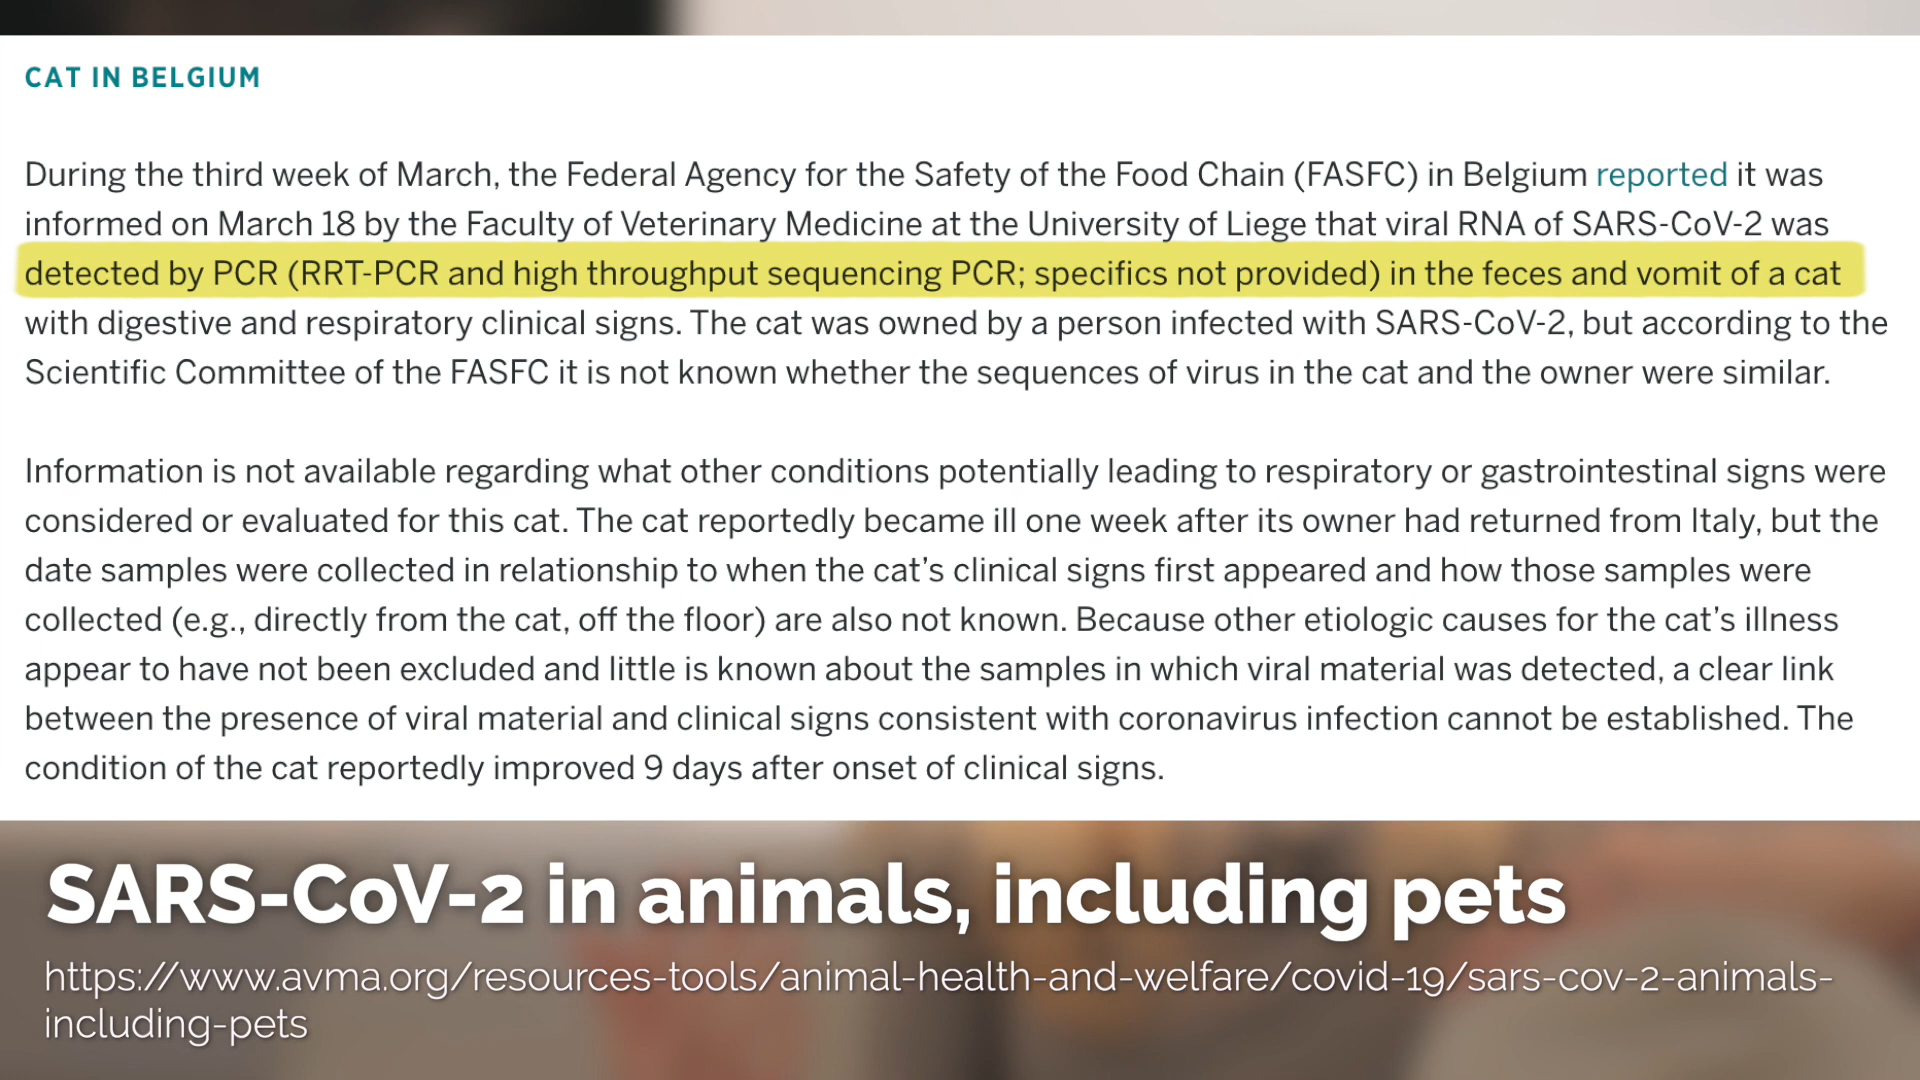 CAT IN BELGIUM
During the third week of March, the Federal Agency for the Safety of the Food Chain (FASFC) in Belgium reported it was
informed on March 18 by the Faculty of Veterinary Medicine at the University of Liege that viral RNA of SARS-CoV-2 was
detected by PCR (RRT-PCR and high throughput sequencing PCR; specifics not provided) in the feces and vomit of a cat
with digestive and respiratory clinical signs. The cat was owned by a person infected with SARS-CoV-2, but according to the
Scientific Committee of the FASFC it is not known whether the sequences of virus in the cat and the owner were similar.
Information is not available regarding what other conditions potentially leading to respiratory or gastrointestinal signs were
considered or evaluated for this cat. The cat reportedly became ill one week after its owner had returned from Italy, but the
date samples were collected in relationship to when the cat’s clinical signs first appeared and how those samples were
collected (e.g., directly from the cat, off the floor) are also not known. Because other etiologic causes for the cat’s illness
appear to have not been excluded and little is known about the samples in which viral material was detected, a clear link
between the presence of viral material and clinical signs consistent with coronavirus infection cannot be established. The
condition of the cat reportedly improved 9 days after onset of clinical signs.
SARS-CoV-2 in animals, including pets
https://www.avma.org/resources-tools/animal-health-and-welfare/covid-19/sars-cov-2-animals-
including-pets